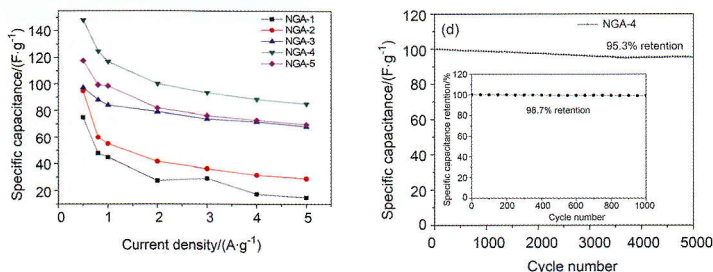 Specific capacitance/(F·g⁻¹)
140
120
100
80
60
40
20
0
1
2
3
4
5
Current density/(A·g⁻¹)
NGA-1
NGA-2
NGA-3
NGA-4
NGA-5
(d)
NGA-4
95.3% retention
Specific capacitance/(F·g⁻¹)
120
100
80
60
40
20
0
0
1000
2000
3000
4000
5000
Cycle number
Specific capacitance retention/%
120
100
80
60
40
20
0
98.7% retention
0
200
400
600
800
1000
Cycle number